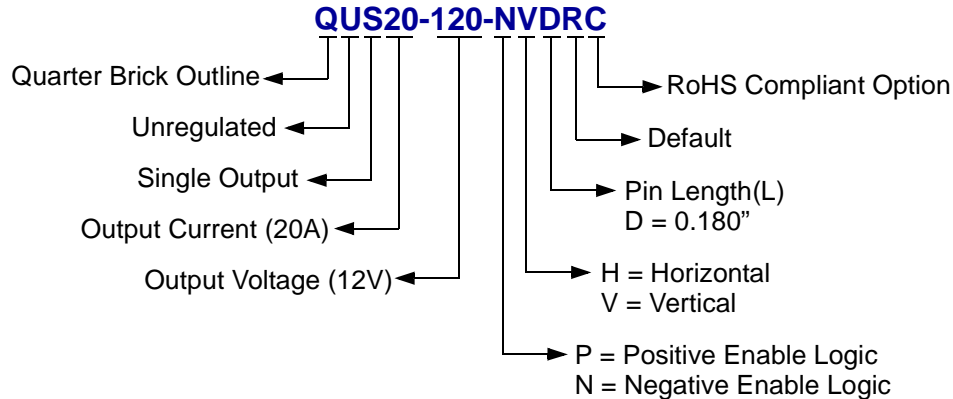 QUS20-120-NVDRC
Quarter Brick Outline
RoHS Compliant Option
Unregulated
Default
Single Output
Pin Length(L)
D = 0.180”
Output Current (20A)
Output Voltage (12V)
H = Horizontal
V = Vertical
P = Positive Enable Logic
N = Negative Enable Logic